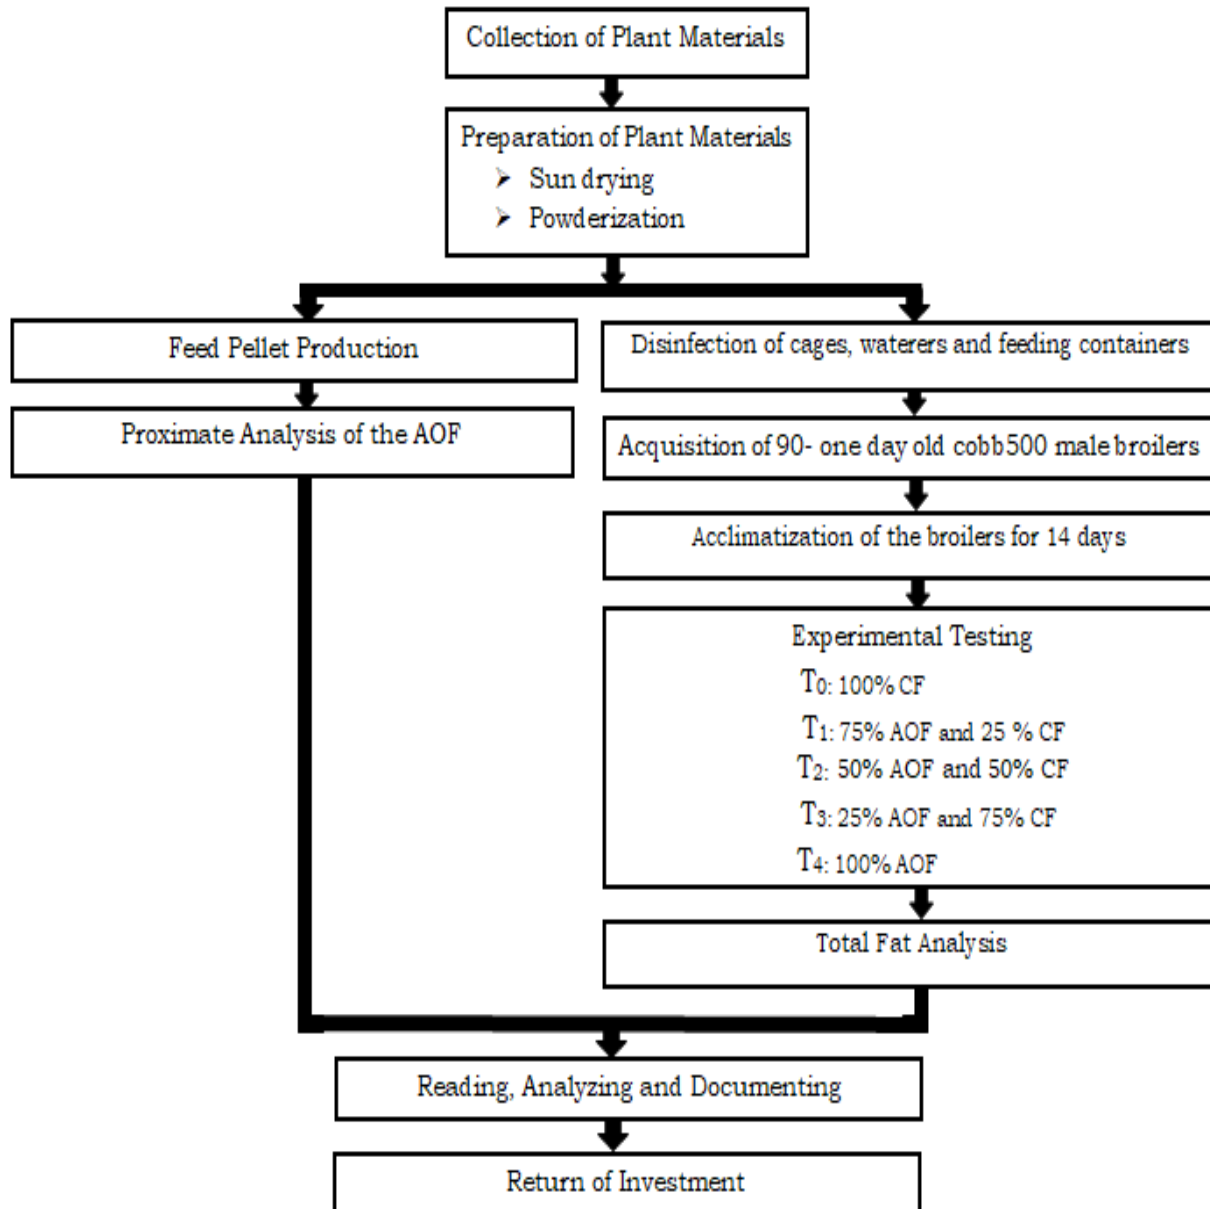 Collection of Plant Materials
Preparation of Plant Materials
➢ Sun drying
➢ Powderization
Feed Pellet Production
Proximate Analysis of the AOF
Disinfection of cages, waterers and feeding containers
Acquisition of 90- one day old cobb500 male broilers
Acclimatization of the broilers for 14 days
Experimental Testing
T0: 100% CF
T1: 75% AOF and 25 % CF
T2: 50% AOF and 50% CF
T3: 25% AOF and 75% CF
T4: 100% AOF
Total Fat Analysis
Reading, Analyzing and Documenting
Return of Investment